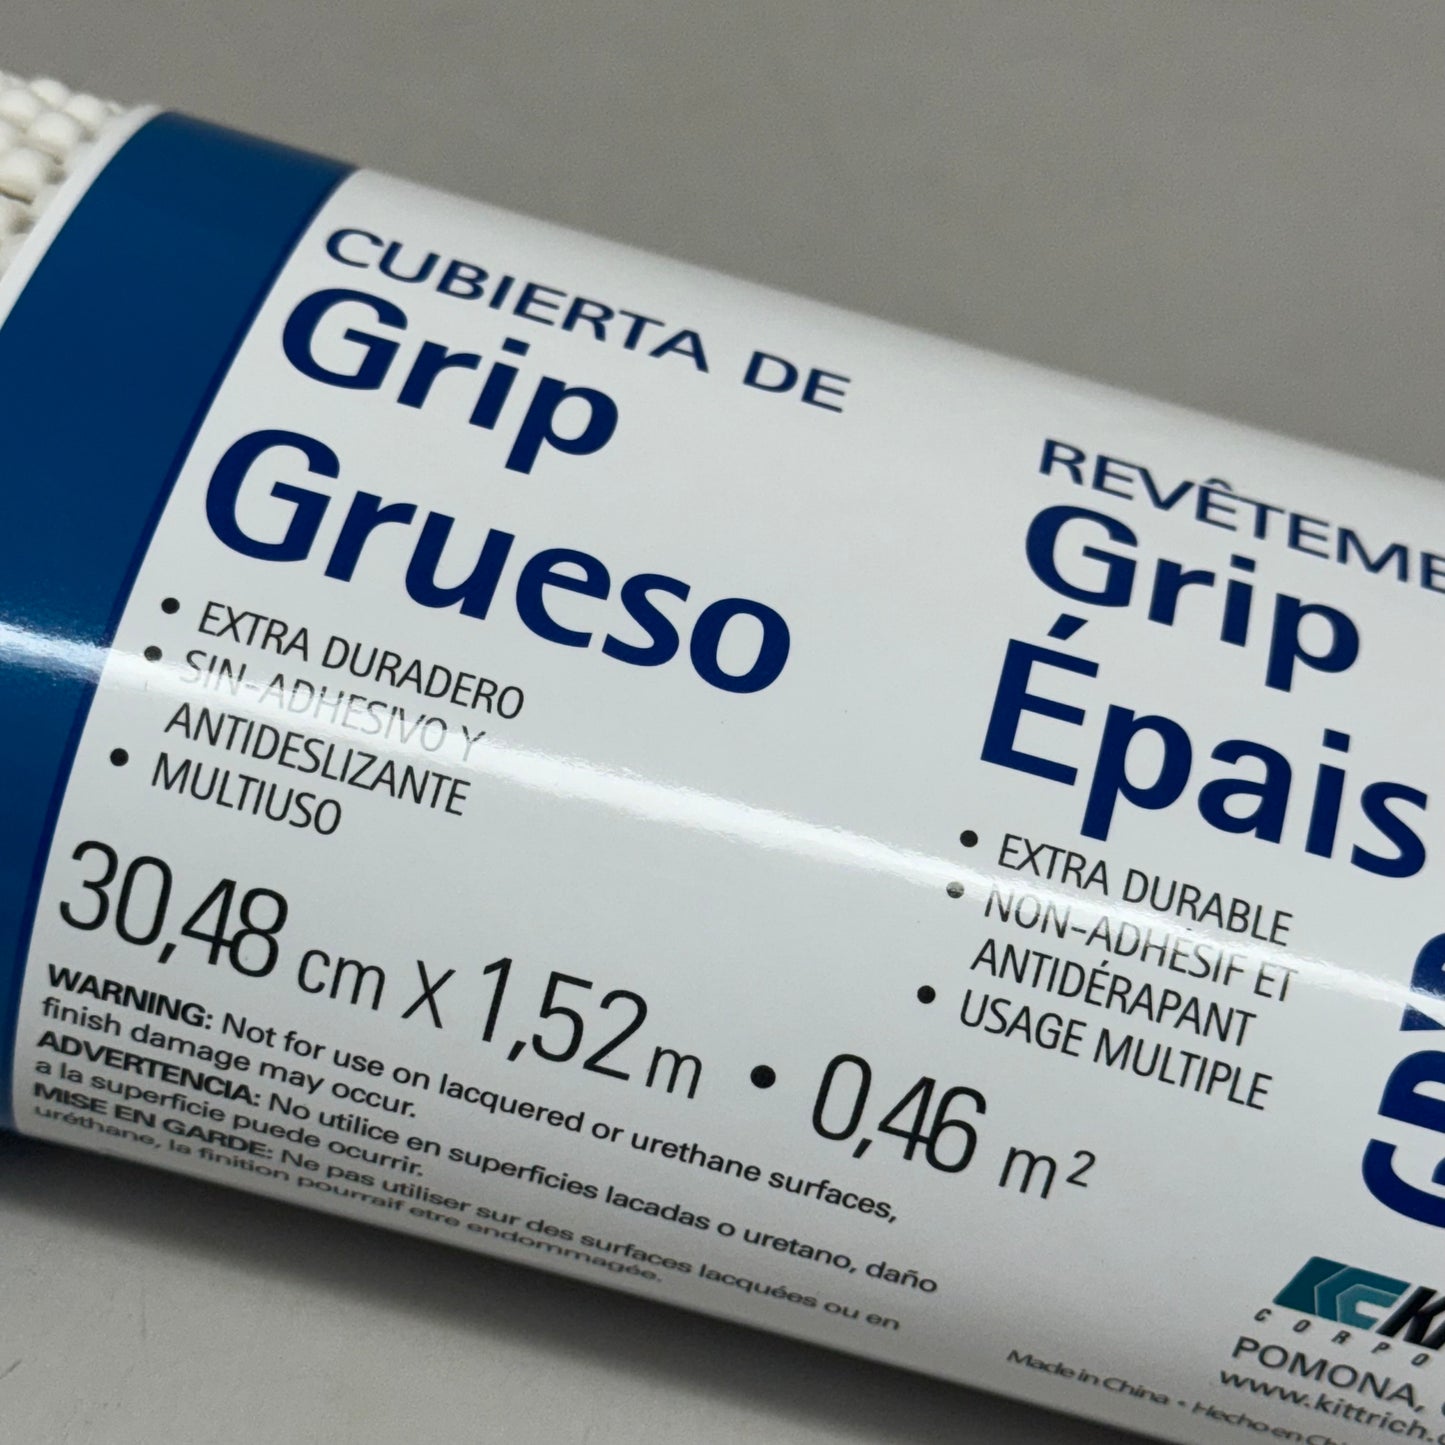 CUBIERTA DE
Grip
Grueso
• EXTRA DURADERO
• SIN-ADHESIVO Y
ANTIDESLIZANTE
• MULTIUSO
30,48 cm X 1,52 m • 0,46 m²
WARNING: Not for use on lacquered or urethane surfaces,
finish damage may occur.
ADVERTENCIA: No utilice en superficies lacadas o uretano, daño
a la superficie puede ocurrir.
MISE EN GARDE: Ne pas utiliser sur des surfaces lacquées ou en
uréthane, la finition pourraif etre endommagée.
Grip
Épais
• EXTRA DURABLE
• NON-ADHÉSIF ET
ANTIDÉRAPANT
• USAGE MULTIPLE
POMONA,
www.kittrich.
Made in China • Hecho en